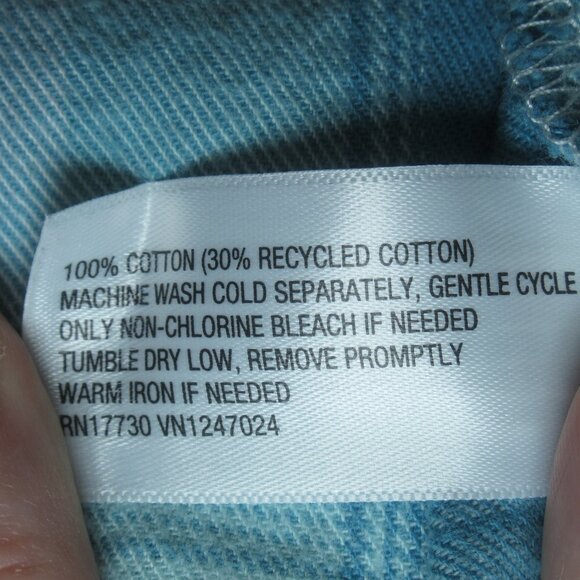 100% COTTON (30% RECYCLED COTTON)
MACHINE WASH COLD SEPARATELY, GENTLE CYCLE
ONLY NON-CHLORINE BLEACH IF NEEDED
TUMBLE DRY LOW, REMOVE PROMPTLY
WARM IRON IF NEEDED
RN17730 VN1247024